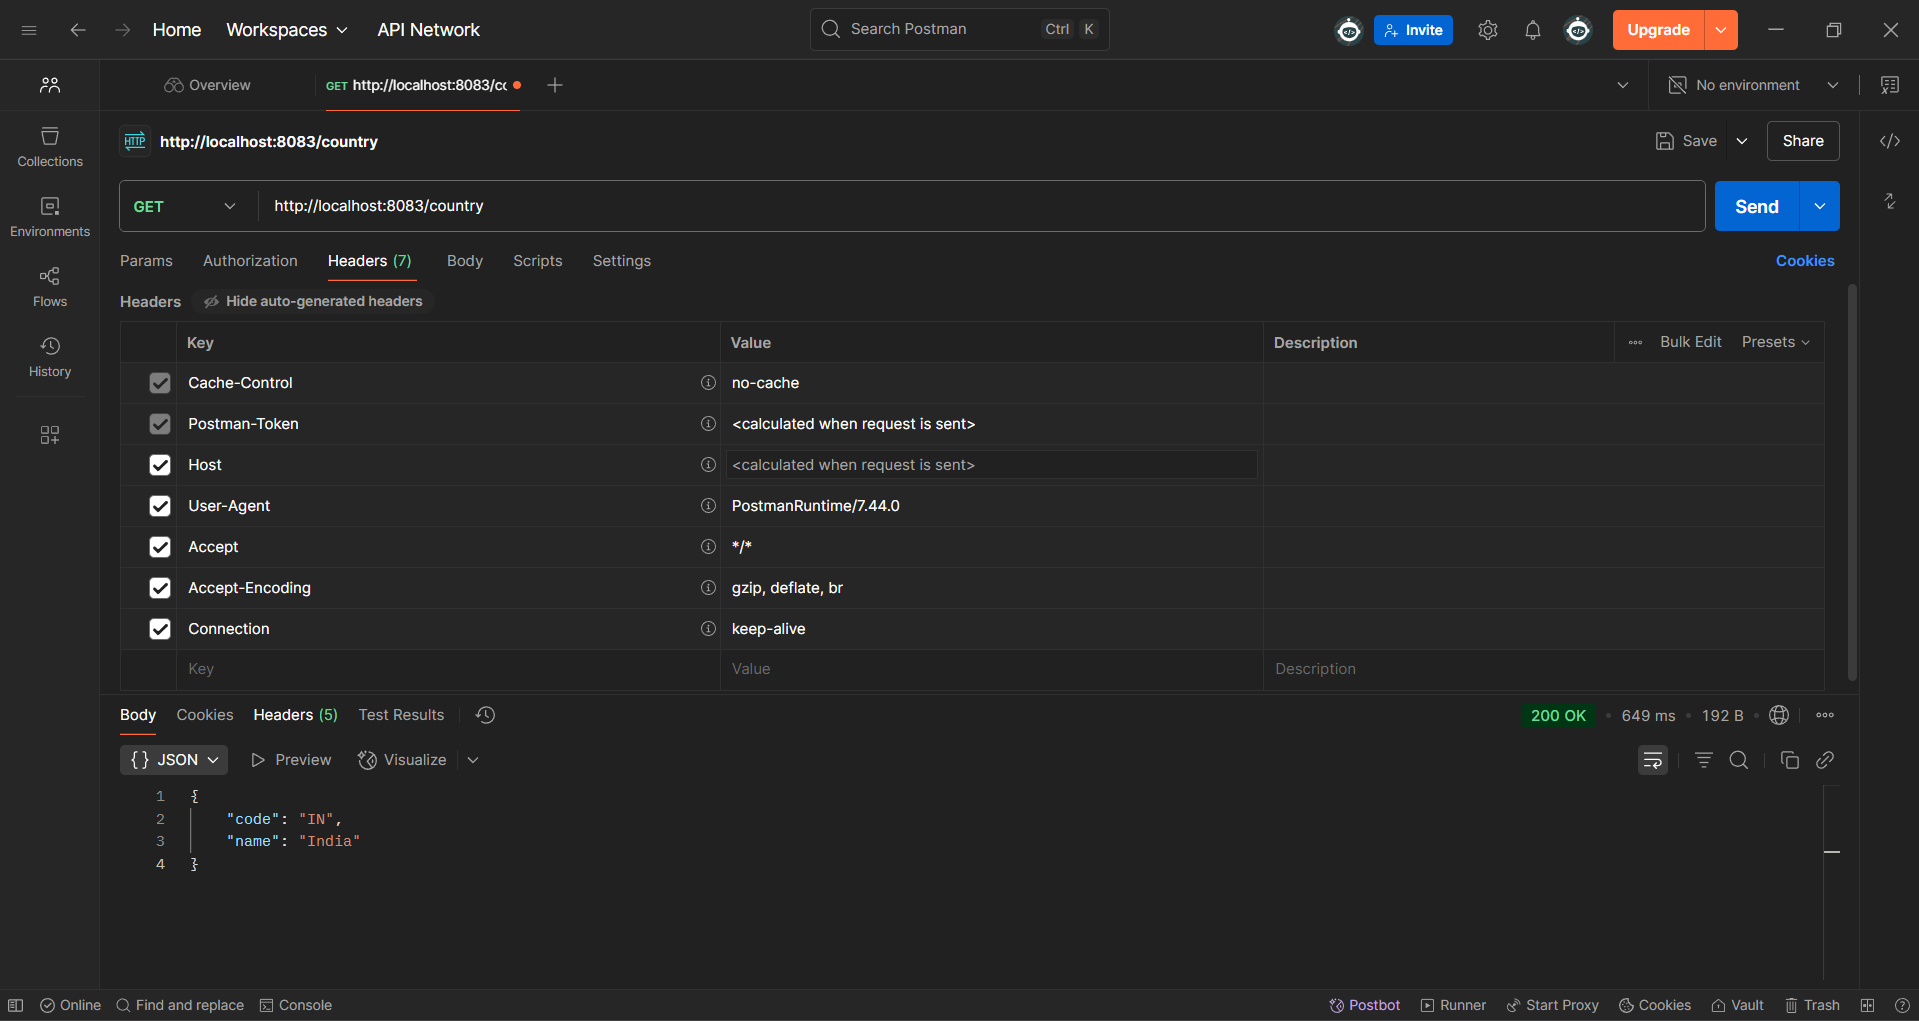 Home Workspaces API Network Search Postman Ctrl K Invite Upgrade
Overview GET http://localhost:8083/cc No environment
HTTP http://localhost:8083/country Save Share
Collections
Environments
Flows
History
GET http://localhost:8083/country Send
Params Authorization Headers (7) Body Scripts Settings Cookies
Headers Hide auto-generated headers
Key Value Description Bulk Edit Presets
Cache-Control no-cache
Postman-Token <calculated when request is sent>
Host <calculated when request is sent>
User-Agent PostmanRuntime/7.44.0
Accept */*
Accept-Encoding gzip, deflate, br
Connection keep-alive
Key Value Description
Body Cookies Headers (5) Test Results 200 OK 649 ms 192 B
{} JSON Preview Visualize
1 {
2 "code": "IN",
3 "name": "India"
4 }
Online Find and replace Console Postbot Runner Start Proxy Cookies Vault Trash